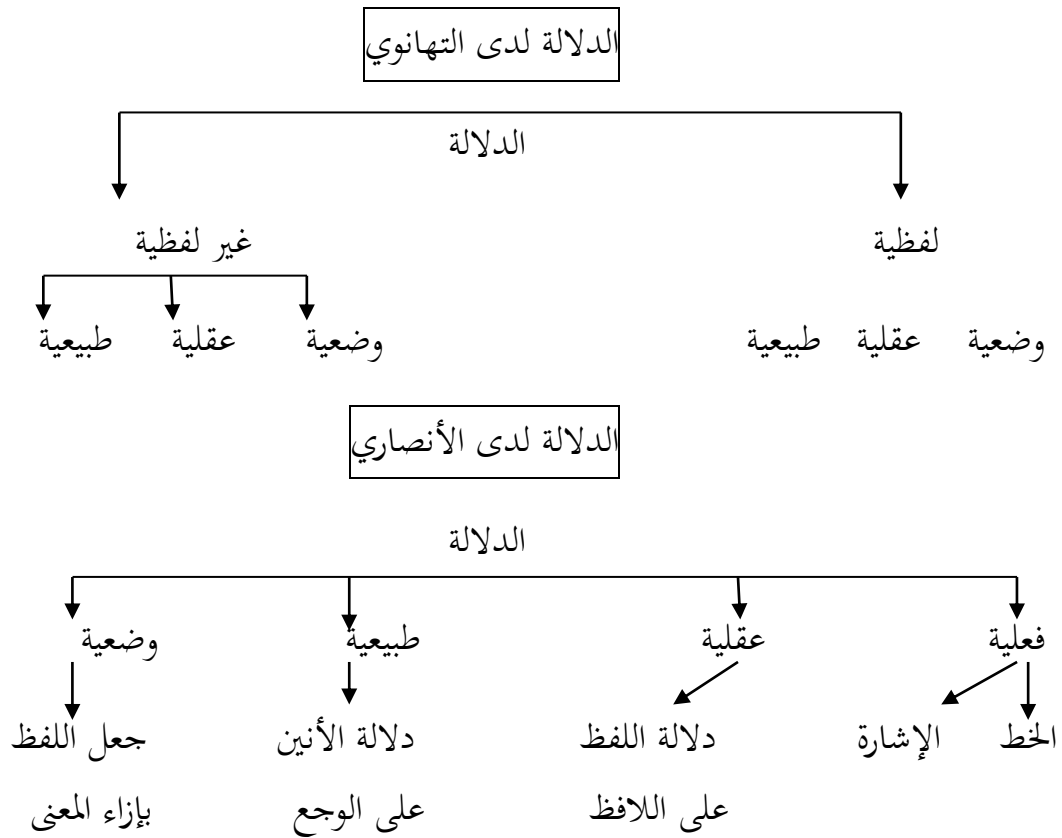 الدلالة لدى التهانوي
الدلالة
لفظية غير لفظية
وضعية عقلية طبيعية وضعية عقلية طبيعية
الدلالة لدى الأنصاري
الدلالة
فعلية عقلية طبيعية وضعية
الخط الإشارة دلالة اللفظ دلالة الأنين جعل اللفظ
على اللافظ على الوجع بإزاء المعنى